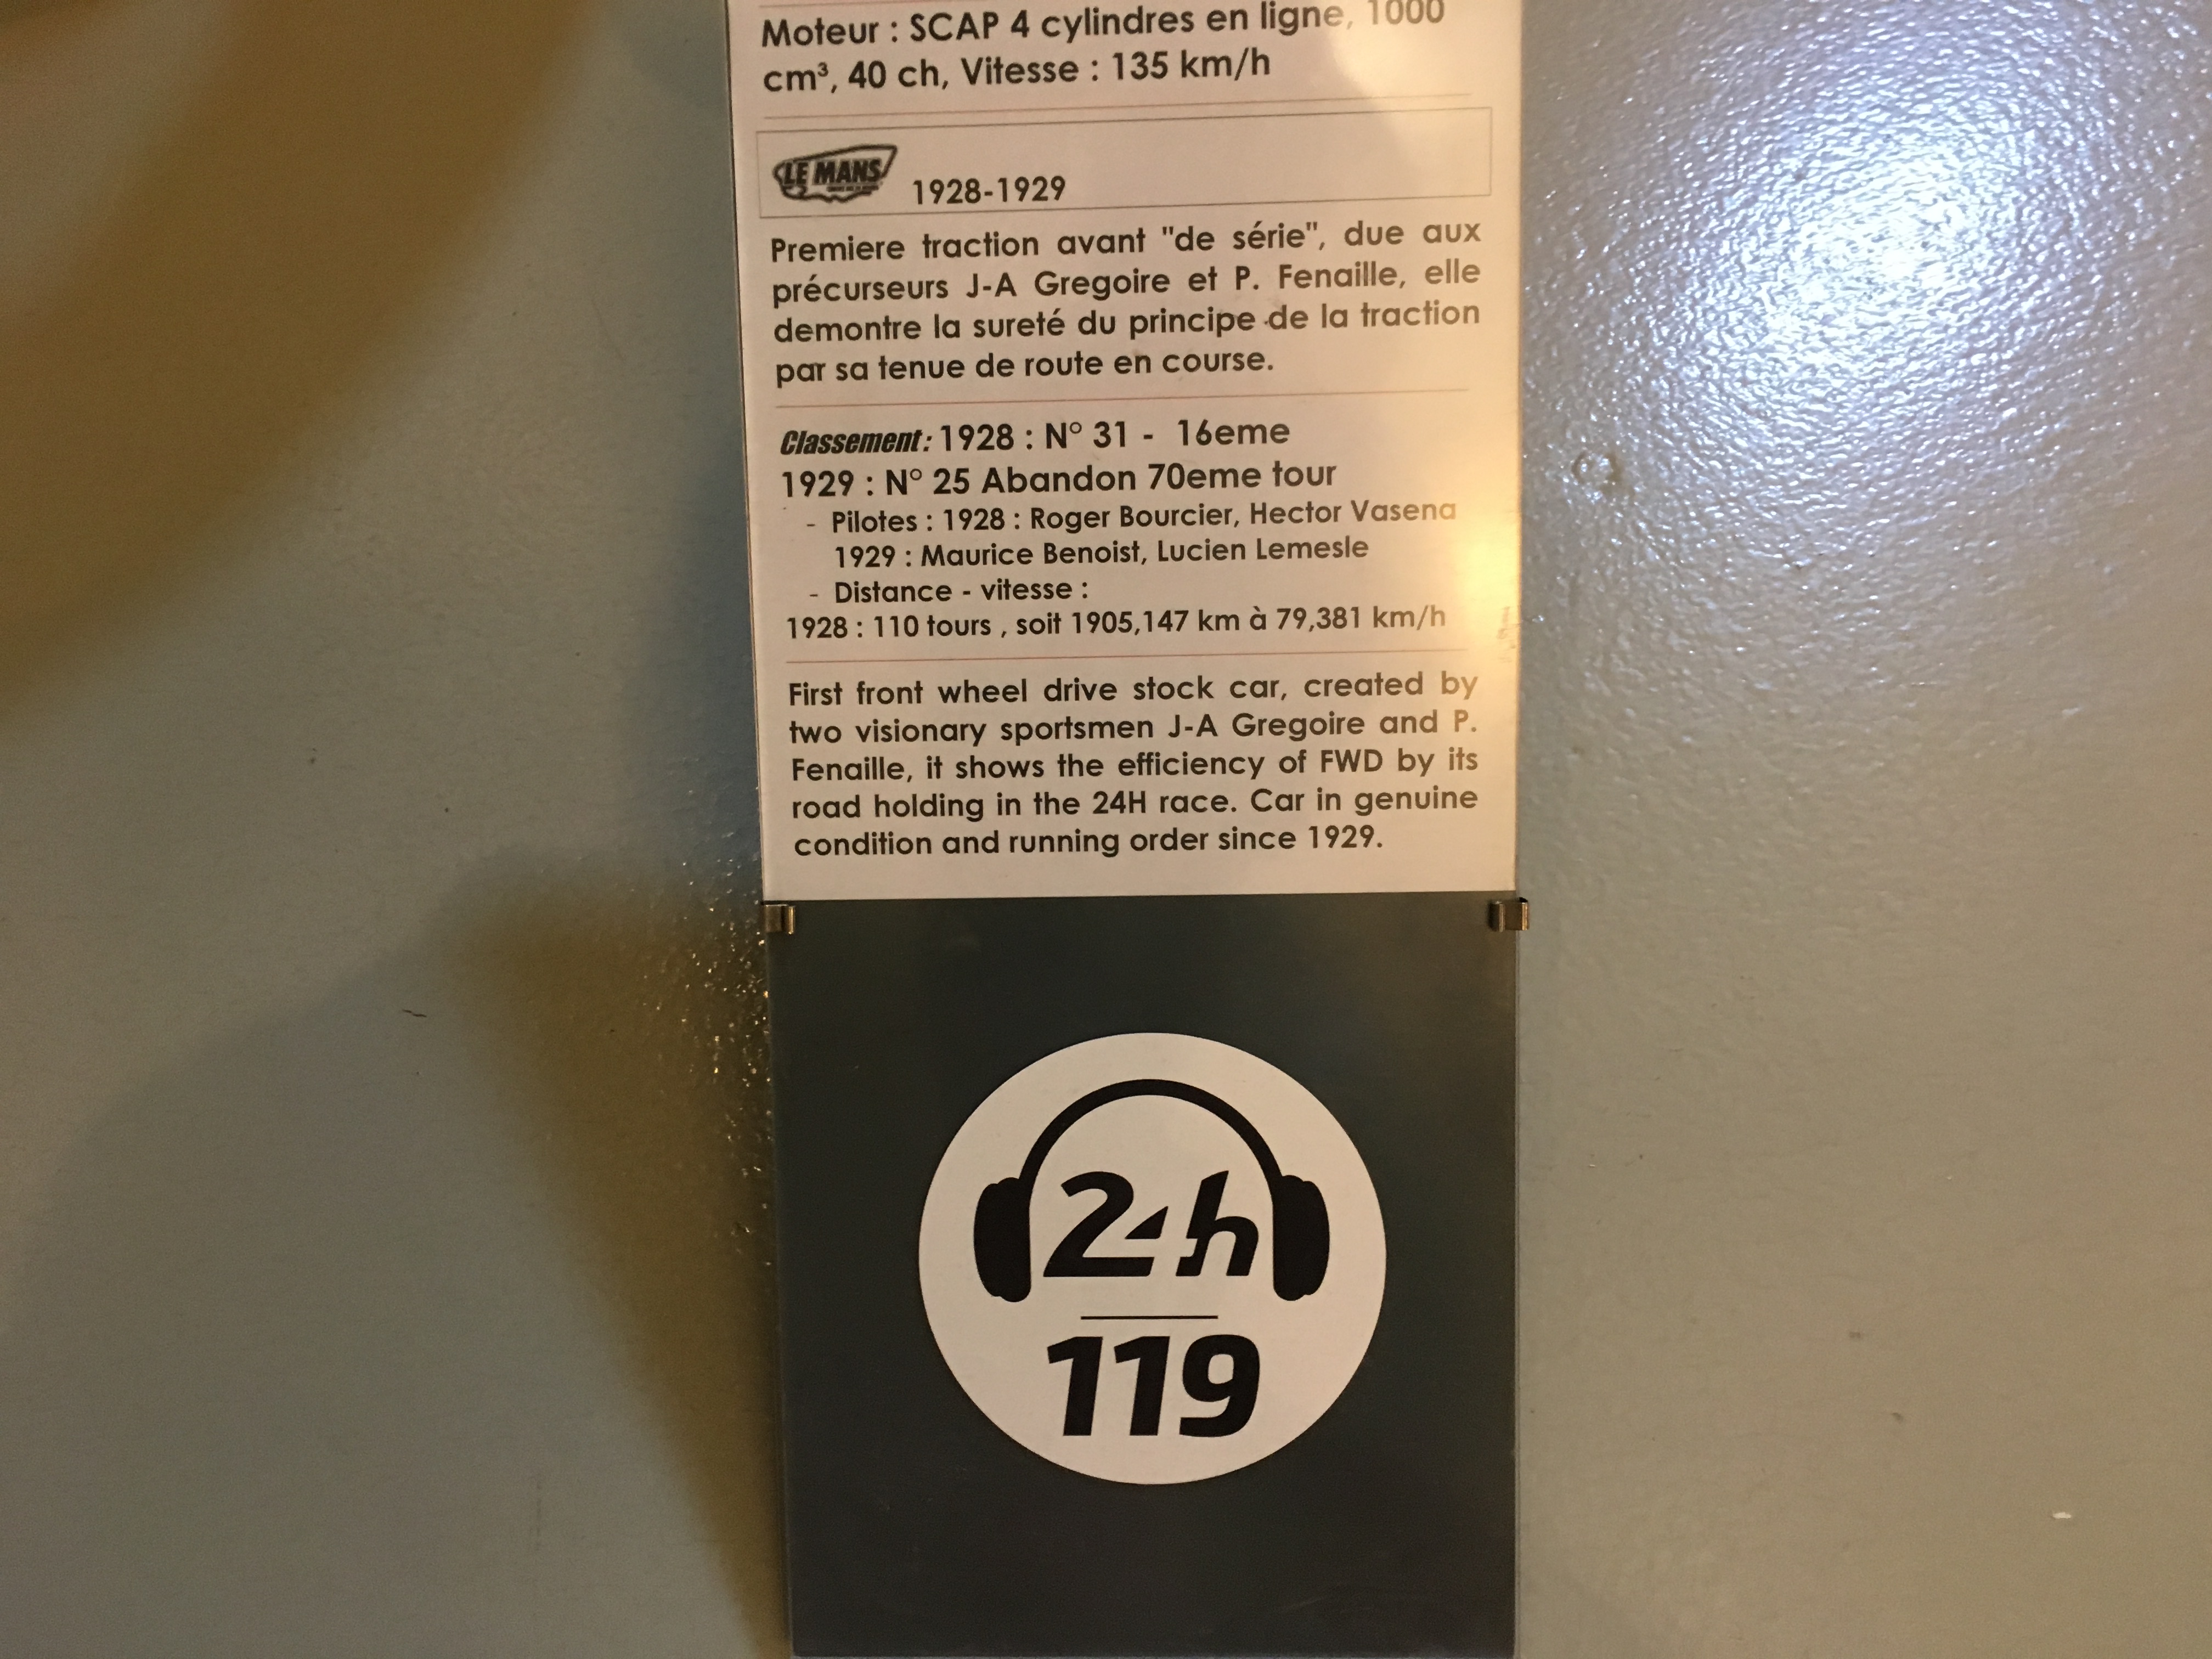 Moteur : SCAP 4 cylindres en ligne, 1000
cm³, 40 ch, Vitesse : 135 km/h
LE MANS
1928-1929
Premiere traction avant "de série", due aux
précurseurs J-A Gregoire et P. Fenaille, elle
demontre la sureté du principe de la traction
par sa tenue de route en course.
Classement: 1928 : N° 31 - 16eme
1929 : N° 25 Abandon 70eme tour
- Pilotes : 1928 : Roger Bourcier, Hector Vasena
1929 : Maurice Benoist, Lucien Lemesle
- Distance - vitesse :
1928 : 110 tours , soit 1905,147 km à 79,381 km/h
First front wheel drive stock car, created by
two visionary sportsmen J-A Gregoire and P.
Fenaille, it shows the efficiency of FWD by its
road holding in the 24H race. Car in genuine
condition and running order since 1929.
24h
119